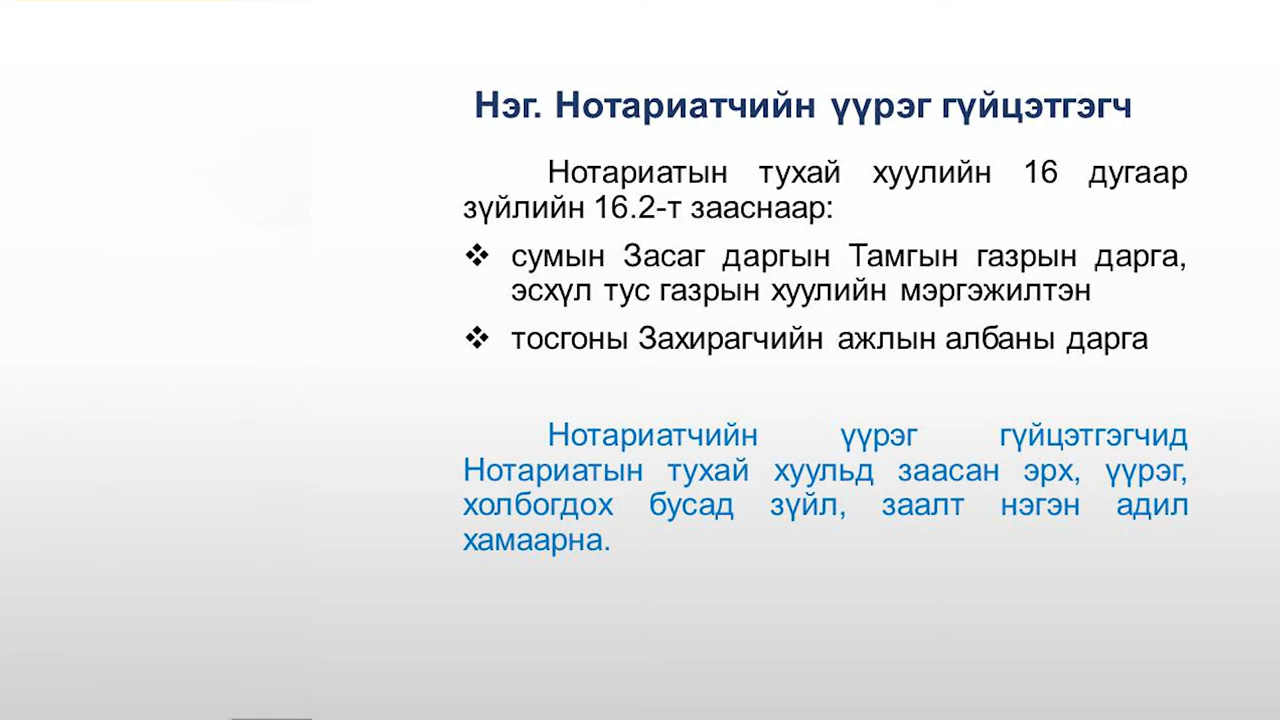 Нэг. Нотариатчийн үүрэг гүйцэтгэгч
Нотариатын тухай хуулийн 16 дугаар
зүйлийн 16.2-т зааснаар:
❖ сумын Засаг даргын Тамгын газрын дарга,
эсхүл тус газрын хуулийн мэргэжилтэн
❖ тосгоны Захирагчийн ажлын албаны дарга
Нотариатчийн үүрэг гүйцэтгэгчид
Нотариатын тухай хуульд заасан эрх, үүрэг,
холбогдох бусад зүйл, заалт нэгэн адил
хамаарна.